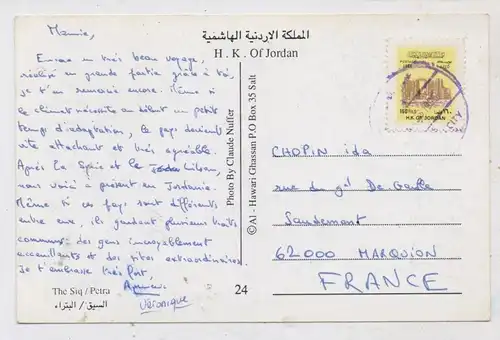 المملكة الاردنية الهاشمية
H . K . Of Jordan
Mamie,
Encore un très beau voyage,
réalisé en grande partie grâce à toi,
je t'en remercie encore. Même si
le climat nécessite au début un petit
temps d'adaptation, le pays devient
vite attachant et très agréable.
Après la Syrie et le Liban,
nous voici à présent en Jordanie.
Même si ces pays sont différents
entre eux, ils gardent plusieurs traits
communs: des gens incroyablement
accueillants et des sites extraordinaires.
Je t'embrasse très fort,
Véronique
The Siq / Petra
السيق / البتراء
Photo By Claude Nuffer
© Al - Hawari Ghassan P.O Box 35 Salt
24
H.K. OF JORDAN
CHOPIN ida
rue du gal De Gaulle
Saudemont
62000 MARQUION
FRANCE